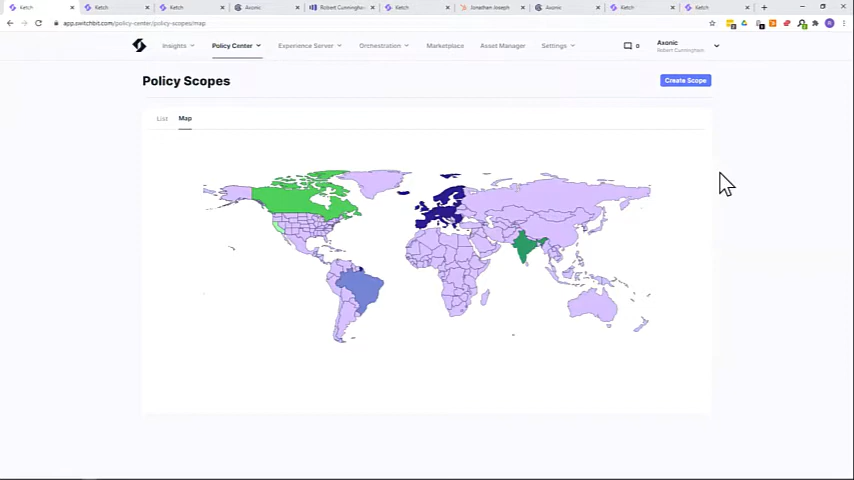 Ketch
Ketch
Ketch
Axonic
Robert Cunningham
Ketch
Jonathan Joseph
Axonic
Ketch
Ketch
app.switchbit.com/policy-center/policy-scopes/map
Insights
Policy Center
Experience Server
Orchestration
Marketplace
Asset Manager
Settings
0
Axonic
Robert Cunningham
Policy Scopes
Create Scope
List
Map